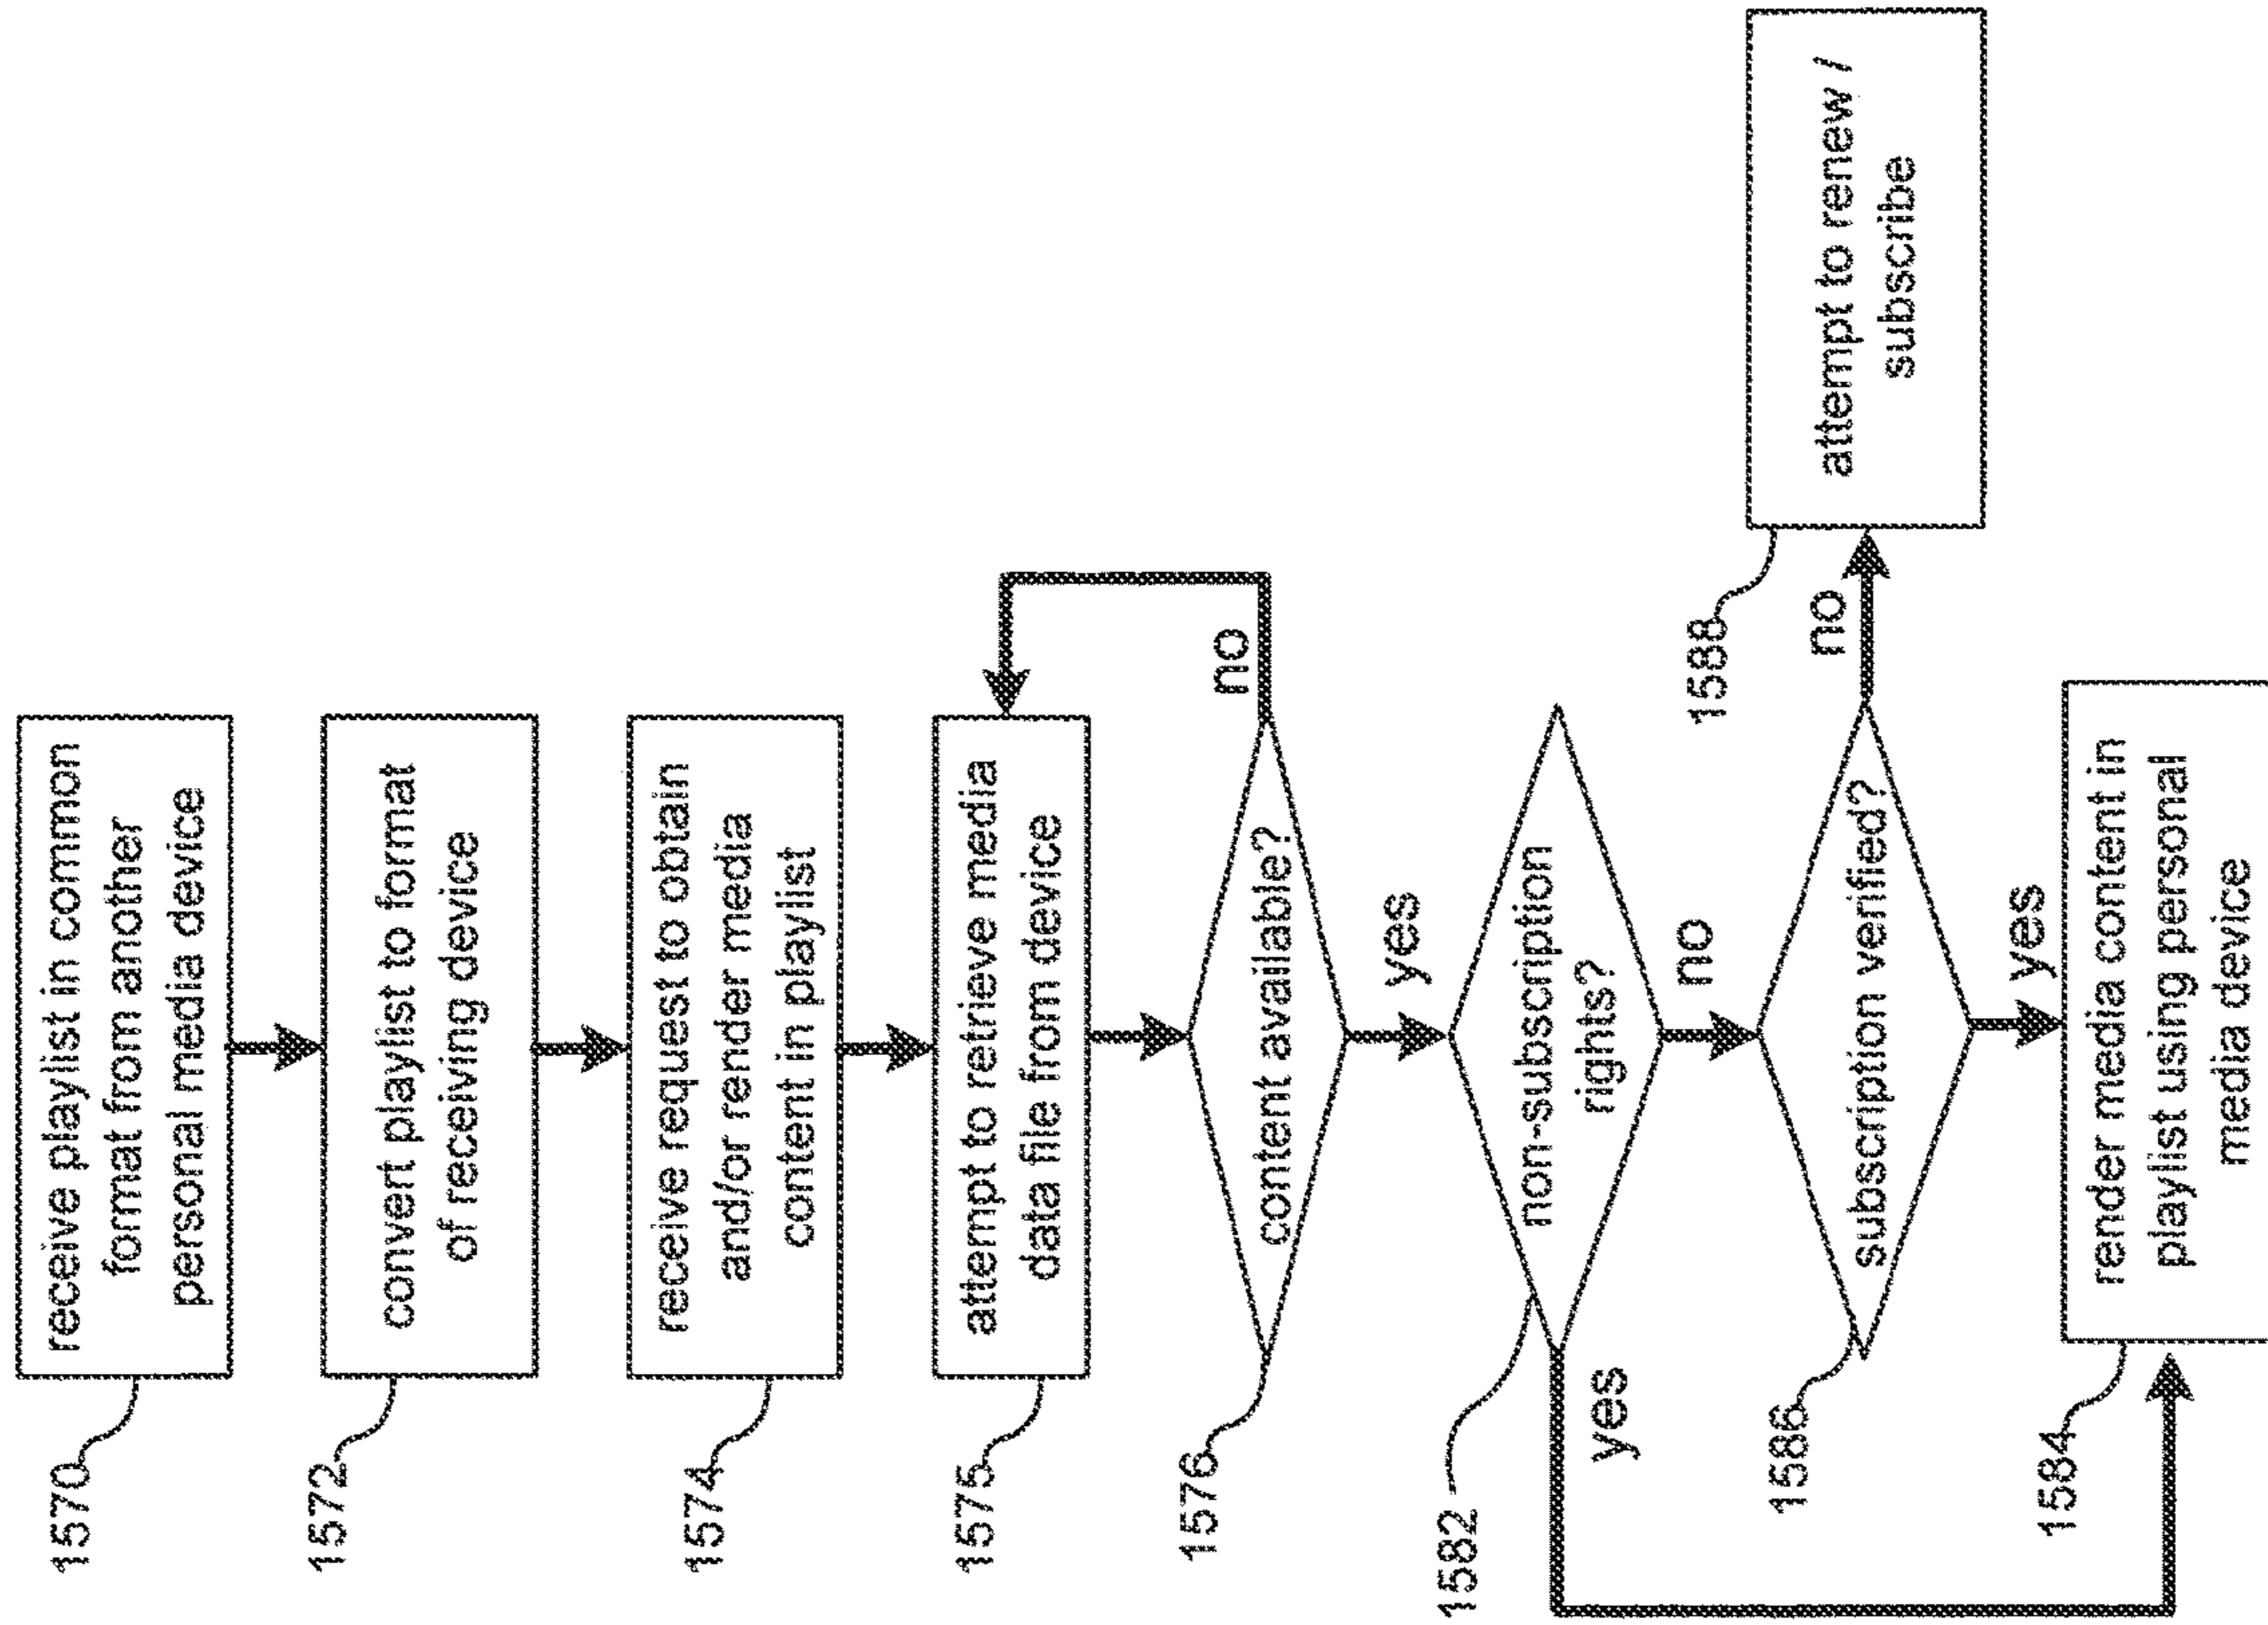 1570
receive playlist in common
format from another
personal media device
1572
convert playlist to format
of receiving device
1574
receive request to obtain
and/or render media
content in playlist
1575
attempt to retrieve media
data file from device
1576
content available?
no
yes
1582
non-subscription
rights?
yes
no
1586
subscription verified?
no
1588
attempt to renew /
subscribe
yes
1584
render media content in
playlist using personal
media device